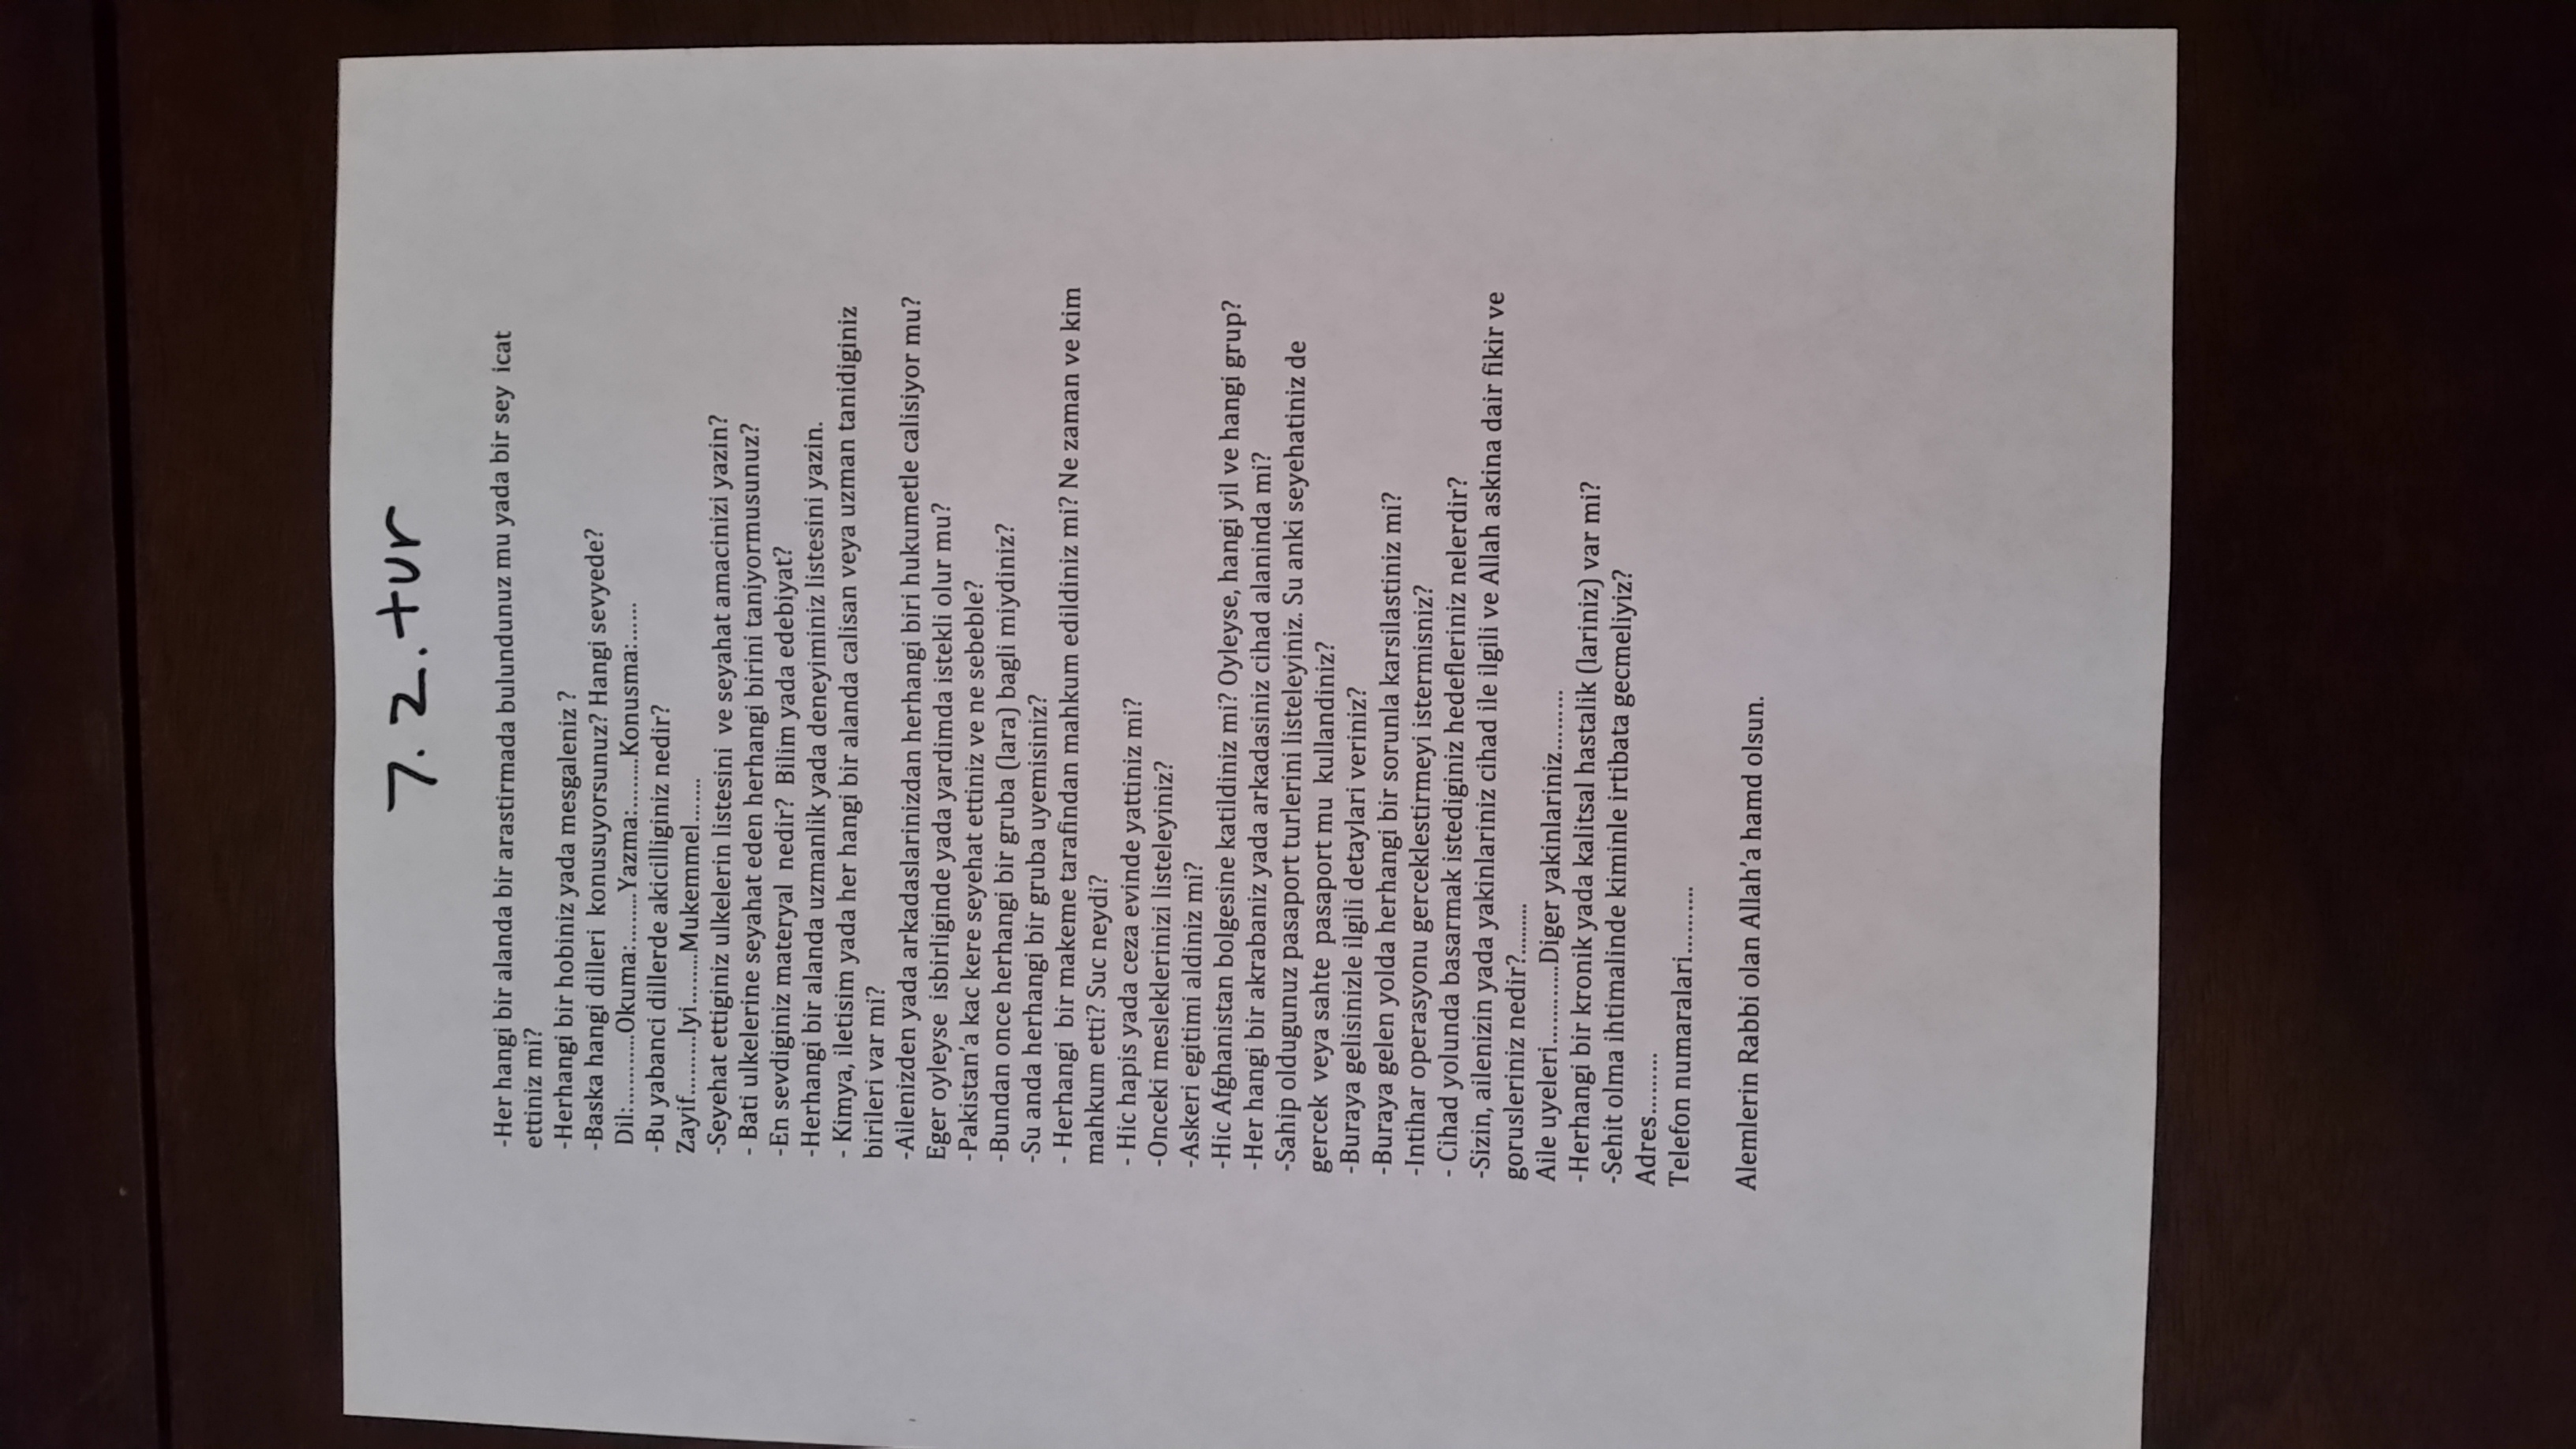 7. 2. tur
-Her hangi bir alanda bir arastirmada bulundunuz mu yada bir sey  icat
ettiniz mi?
-Herhangi bir hobiniz yada mesgaleniz ?
-Baska hangi dilleri  konusuyorsunuz? Hangi sevyede?
Dil:...........Okuma:........Yazma:........Konusma:......
-Bu yabanci dillerde akicilliginiz nedir?
Zayif.........Iyi........Mukemmel.......
-Seyehat ettiginiz ulkelerin listesini  ve seyahat amacinizi yazin?
- Bati ulkelerine seyahat eden herhangi birini taniyormusunuz?
-En sevdiginiz materyal  nedir?  Bilim yada edebiyat?
-Herhangi bir alanda uzmanlik yada deneyiminiz listesini yazin.
- Kimya, iletisim yada her hangi bir alanda calisan veya uzman tanidiginiz
birileri var mi?
-Ailenizden yada arkadaslarinizdan herhangi biri hukumetle calisiyor mu?
Eger oyleyse  isbirliginde yada yardimda istekli olur mu?
-Pakistan'a kac kere seyehat ettiniz ve ne sebeble?
-Bundan once herhangi bir gruba (lara) bagli miydiniz?
-Su anda herhangi bir gruba uyemisiniz?
- Herhangi  bir makeme tarafindan mahkum edildiniz mi? Ne zaman ve kim
mahkum etti? Suc neydi?
- Hic hapis yada ceza evinde yattiniz mi?
-Onceki mesleklerinizi listeleyiniz?
-Askeri egitimi aldiniz mi?
-Hic Afghanistan bolgesine katildiniz mi? Oyleyse, hangi yil ve hangi grup?
-Her hangi bir akrabaniz yada arkadasiniz cihad alaninda mi?
-Sahip oldugunuz pasaport turlerini listeleyiniz. Su anki seyehatiniz de
gercek  veya sahte  pasaport mu  kullandiniz?
-Buraya gelisinizle ilgili detaylari veriniz?
-Buraya gelen yolda herhangi bir sorunla karsilastiniz mi?
-Intihar operasyonu gerceklestirmeyi istermisniz?
- Cihad yolunda basarmak istediginiz hedefleriniz nelerdir?
-Sizin, ailenizin yada yakinlariniz cihad ile ilgili ve Allah askina dair fikir ve
gorusleriniz nedir?.........
Aile uyeleri............Diger yakinlariniz.........
-Herhangi bir kronik yada kalitsal hastalik (lariniz) var mi?
-Sehit olma ihtimalinde kiminle irtibata gecmeliyiz?
Adres.........
Telefon numaralari..........
Alemlerin Rabbi olan Allah'a hamd olsun.